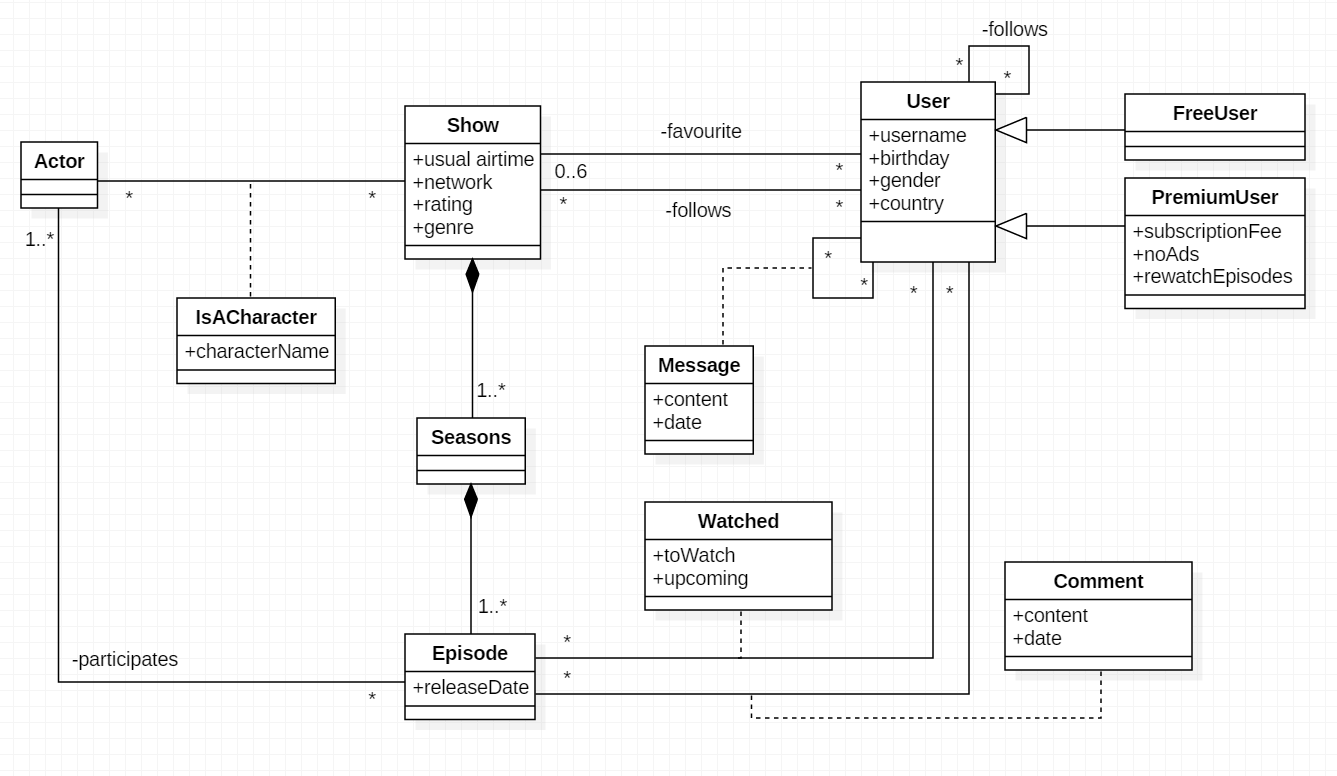 -follows
*
*
User
+username
+birthday
+gender
+country
FreeUser
PremiumUser
+subscriptionFee
+noAds
+rewatchEpisodes
Show
+usual airtime
+network
+rating
+genre
-favourite
0..6
*
*
-follows
*
Actor
*
*
1..*
IsACharacter
+characterName
*
*
*
*
Message
+content
+date
1..*
Seasons
1..*
Watched
+toWatch
+upcoming
Comment
+content
+date
Episode
+releaseDate
*
*
-participates
*